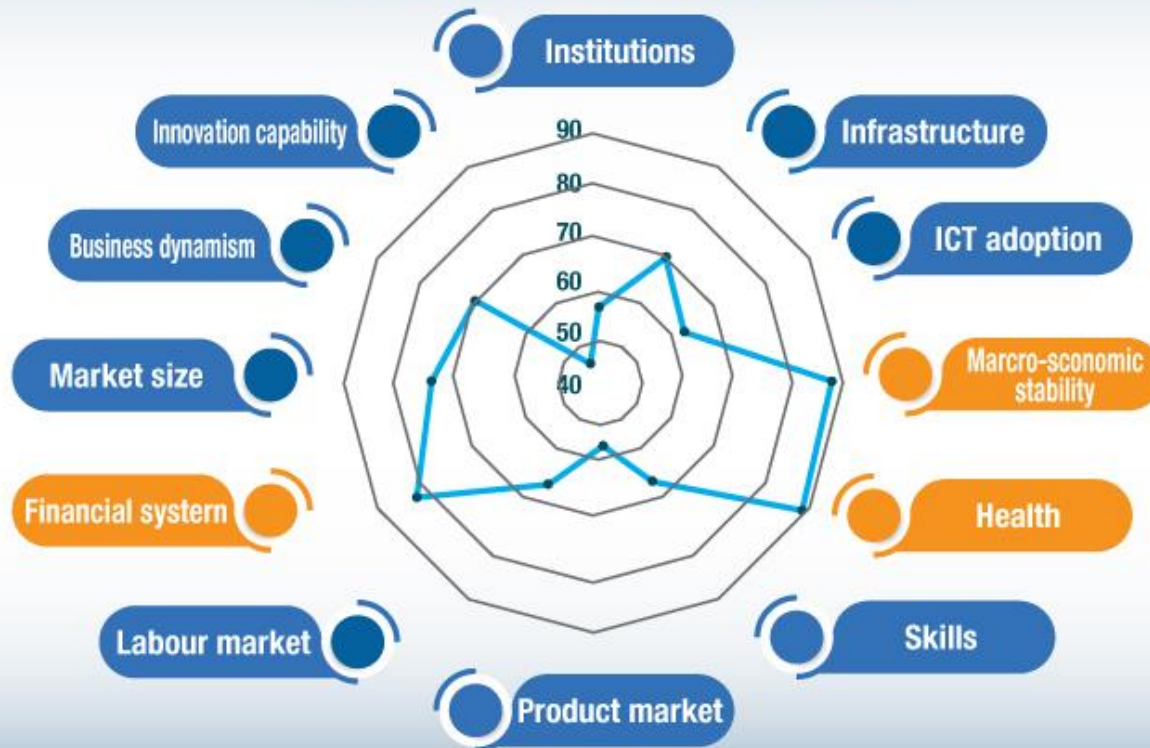 Institutions
Innovation capability
Infrastructure
90
80
70
60
50
40
Business dynamism
ICT adoption
Market size
Marcro-sconomic
stability
Financial systern
Health
Labour market
Skills
Product market